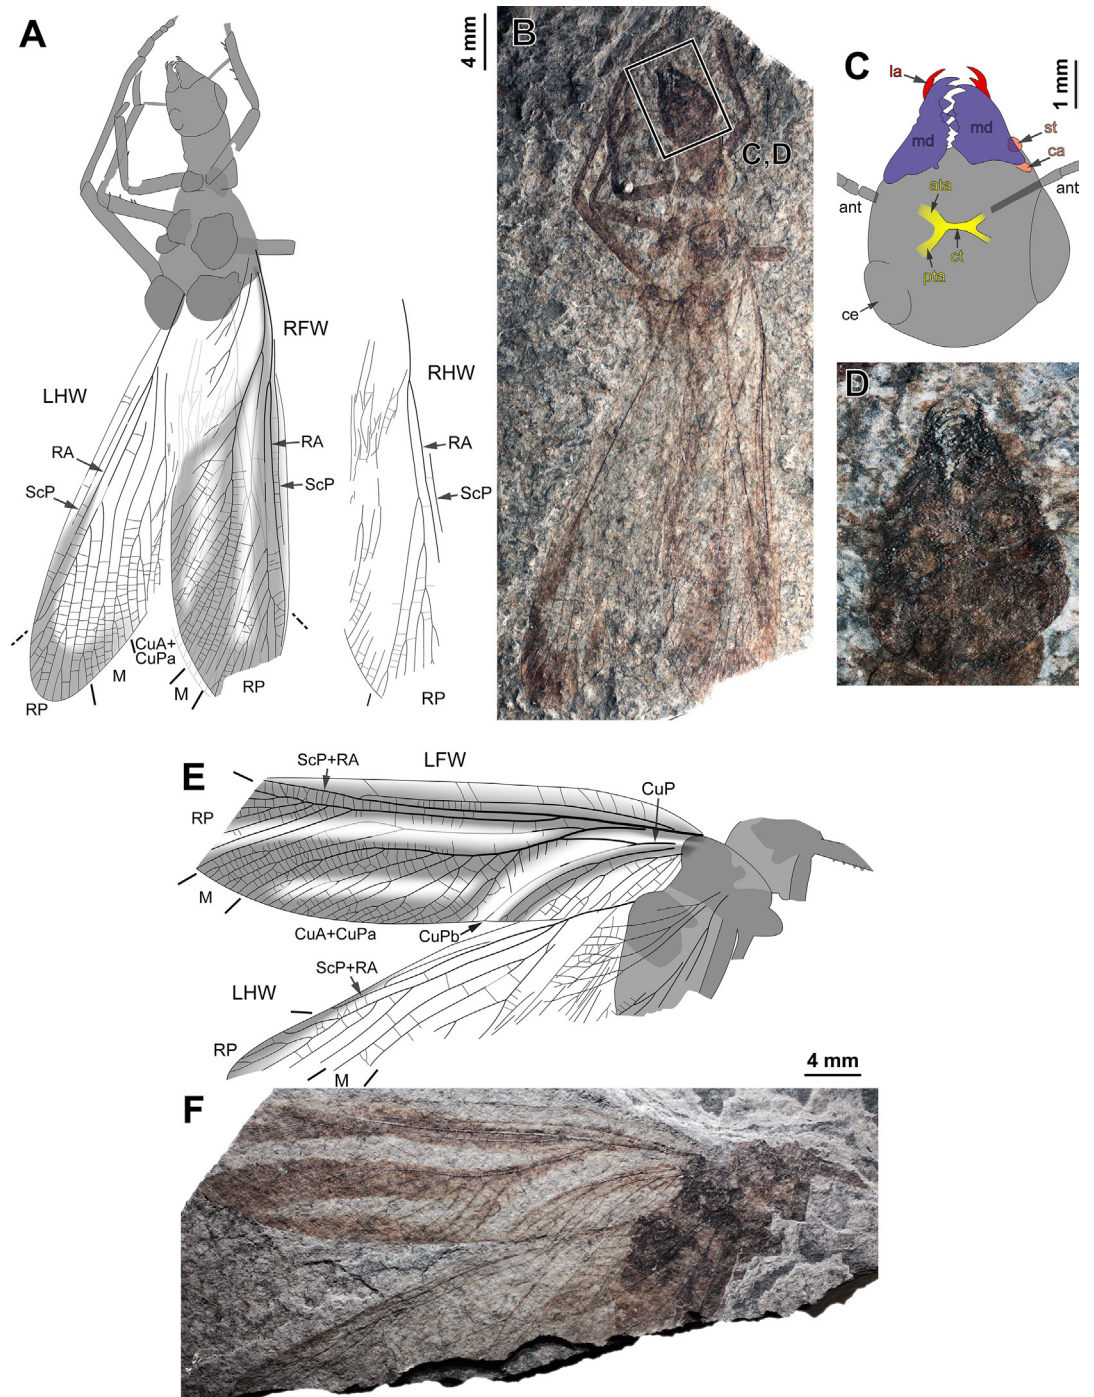 A
LHW
RA
ScP
RFW
RA
ScP
RHW
RA
ScP
CuA+
CuPa
M
RP
M
RP
RP
4 mm
B
C, D
C
la
md
md
st
ca
1 mm
ant
ant
ata
ct
pta
ce
D
E
ScP+RA
LFW
CuP
RP
M
CuA+CuPa
CuPb
ScP+RA
LHW
RP
M
4 mm
F